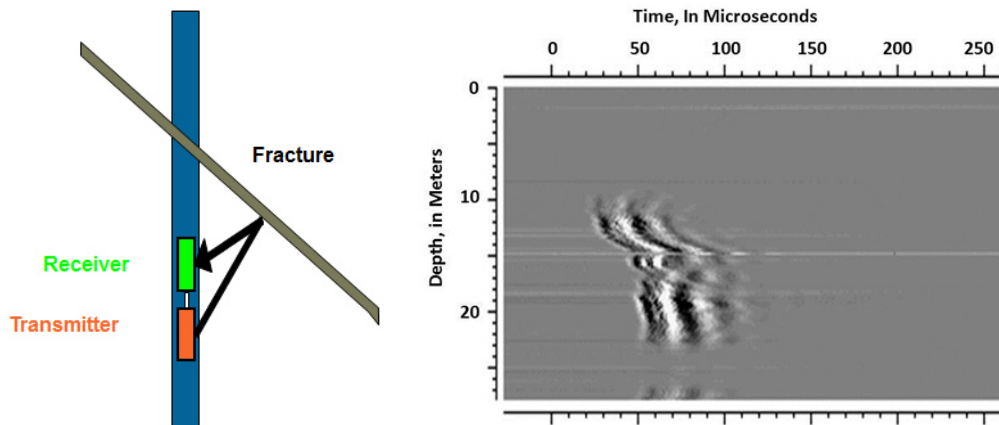 Fracture
Receiver
Transmitter
Time, In Microseconds
0 50 100 150 200 250
Depth, in Meters
0
10
20